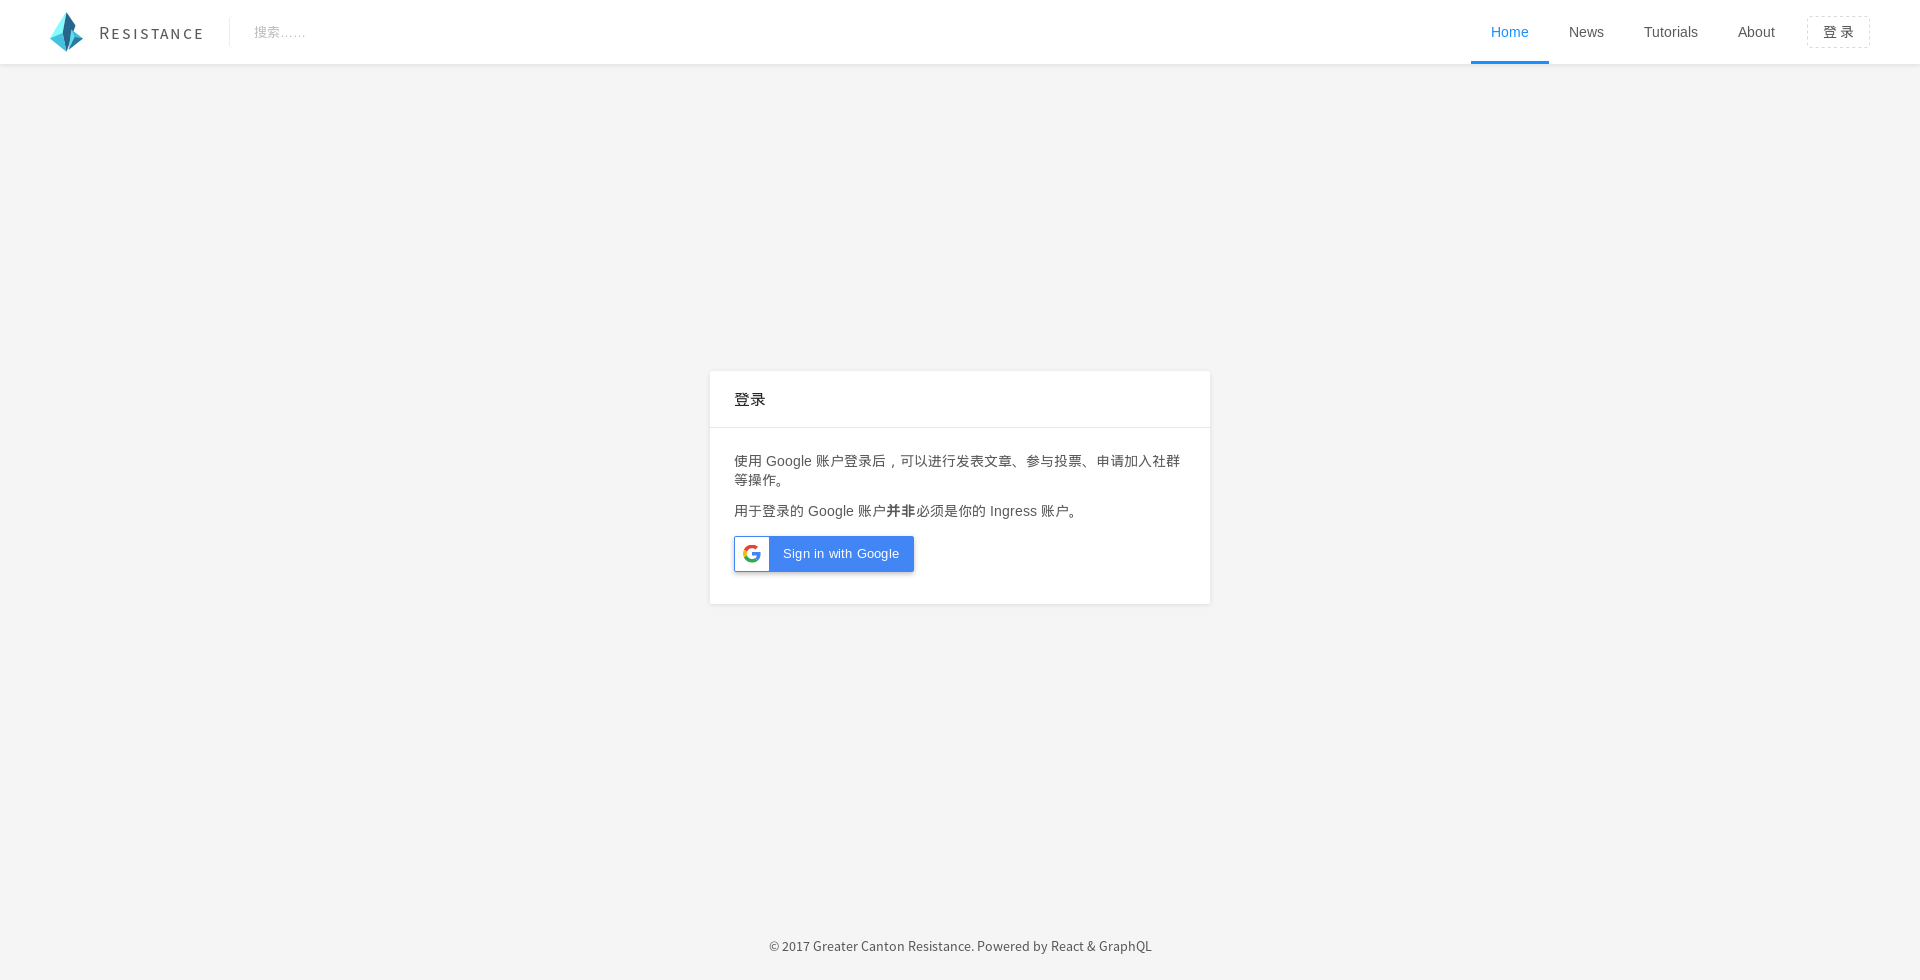 RESISTANCE
搜索……
Home
News
Tutorials
About
登 录
登录
使用 Google 账户登录后，可以进行发表文章、参与投票、申请加入社群
等操作。
用于登录的 Google 账户并非必须是你的 Ingress 账户。
Sign in with Google
© 2017 Greater Canton Resistance. Powered by React & GraphQL